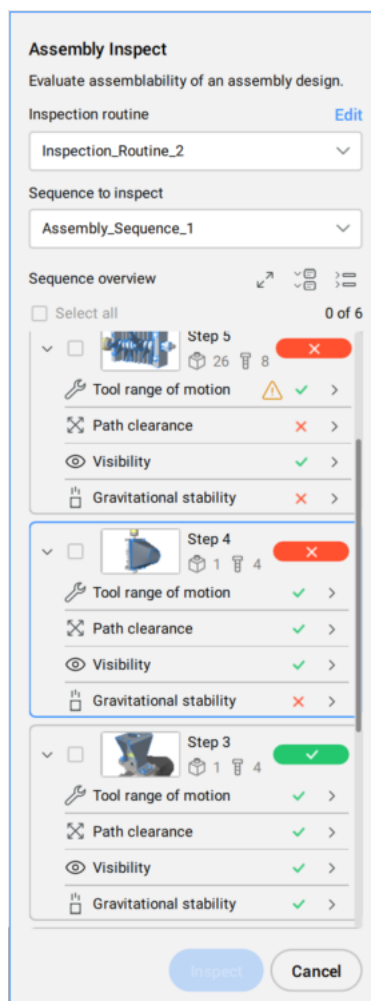 Assembly Inspect
Evaluate assemblability of an assembly design.
Inspection routine Edit
Inspection_Routine_2
Sequence to inspect
Assembly_Sequence_1
Sequence overview
Select all 0 of 6
Step 5
26 8
Tool range of motion
Path clearance
Visibility
Gravitational stability
Step 4
1 4
Tool range of motion
Path clearance
Visibility
Gravitational stability
Step 3
1 4
Tool range of motion
Path clearance
Visibility
Gravitational stability
Inspect Cancel